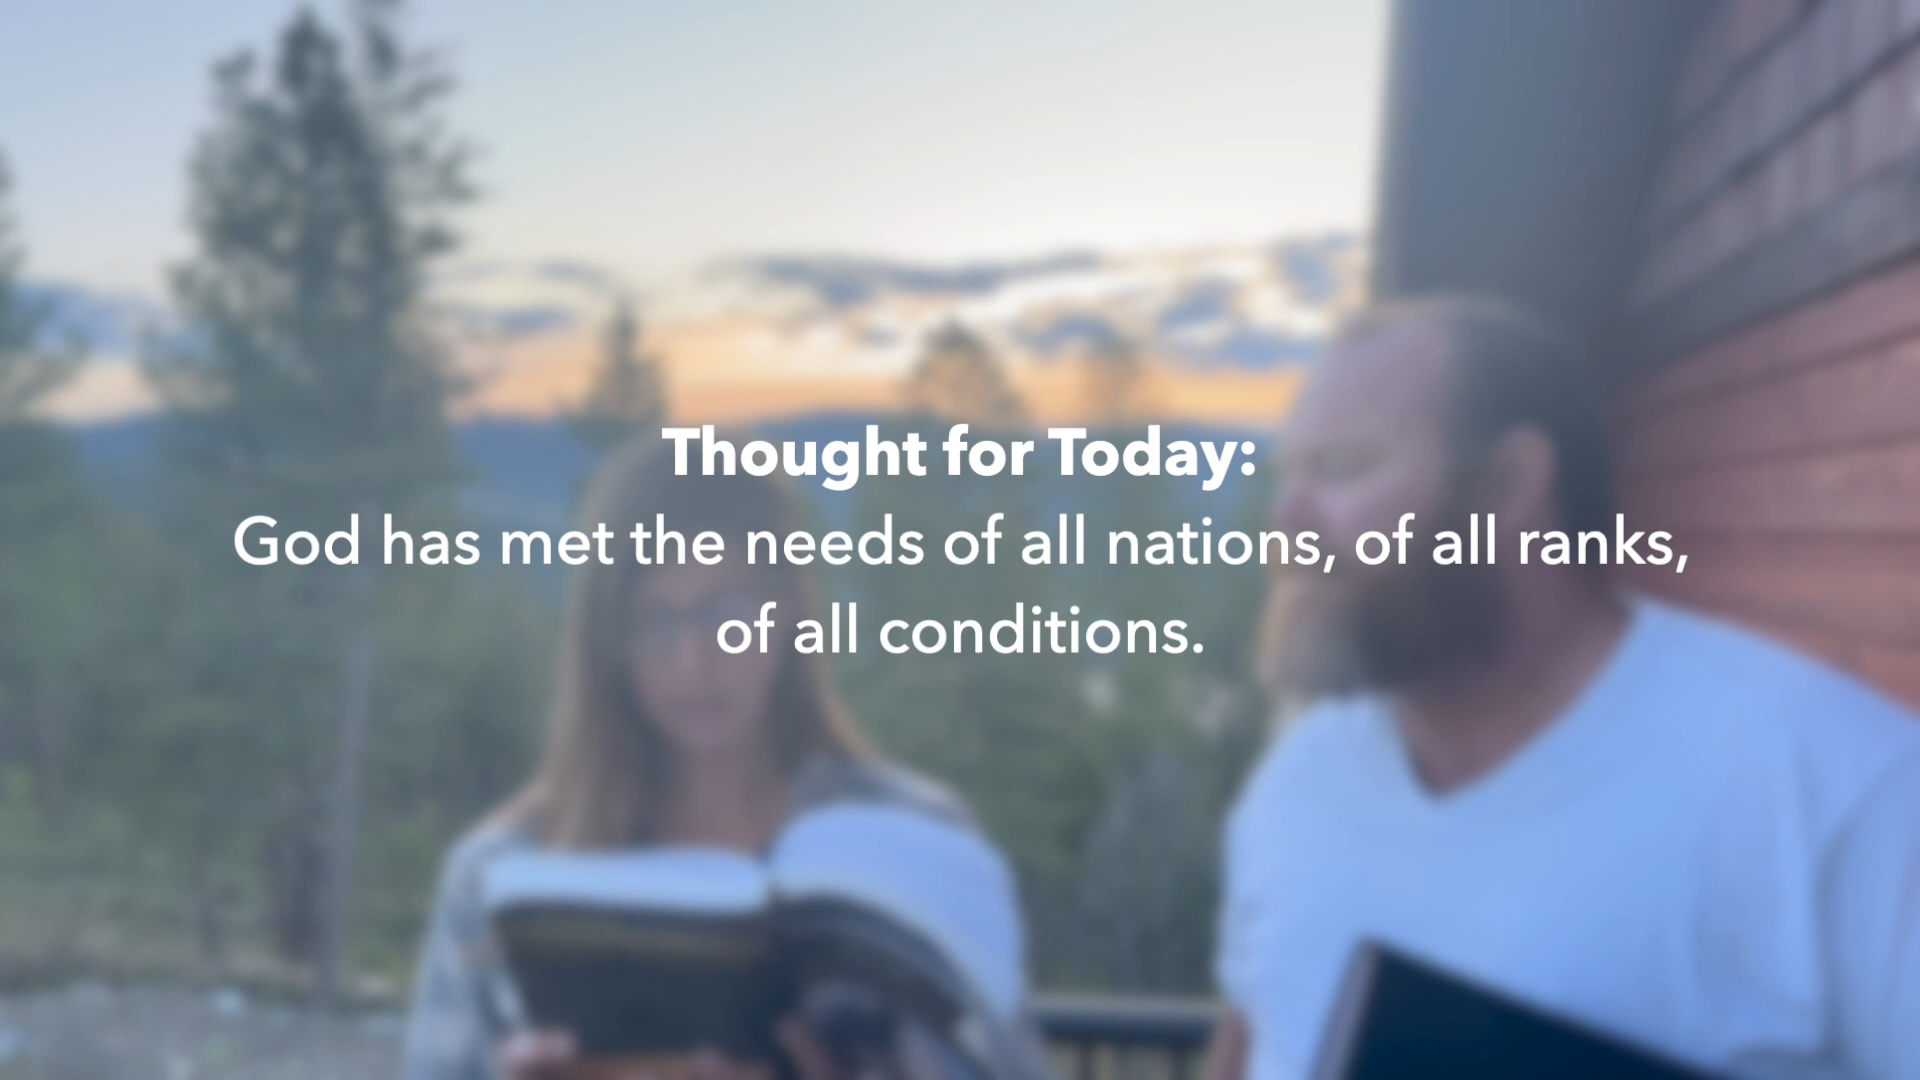 Thought for Today:
God has met the needs of all nations, of all ranks,
of all conditions.